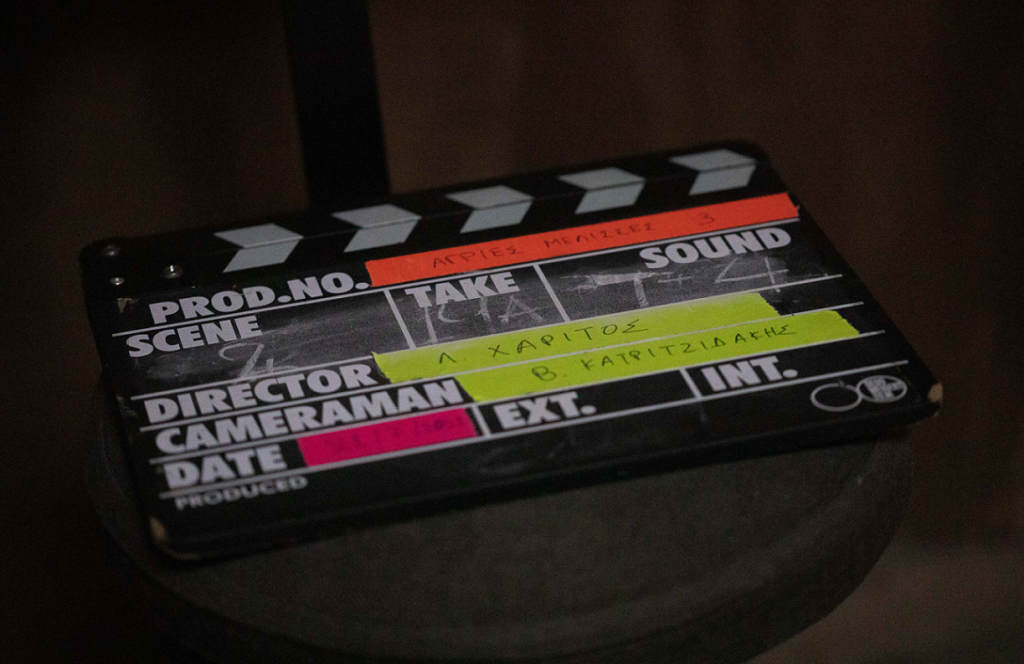 PROD.NO. ΑΓΡΙΕΣ ΜΕΛΙΣΣΕΣ 3
SCENE TAKE SOUND
DIRECTOR Λ. ΧΑΡΙΤΟΣ
CAMERAMAN Β. ΚΑΤΡΙΤΖΙΔΑΚΗΣ
DATE EXT. INT.
PRODUCED